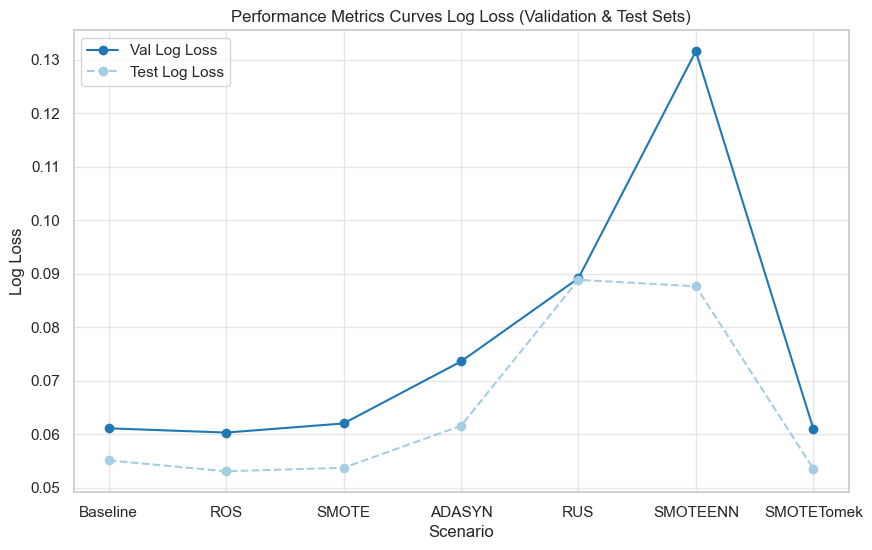 Performance Metrics Curves Log Loss (Validation & Test Sets)
Val Log Loss
Test Log Loss
Log Loss
0.13
0.12
0.11
0.10
0.09
0.08
0.07
0.06
0.05
Baseline ROS SMOTE ADASYN RUS SMOTEENN SMOTETomek
Scenario